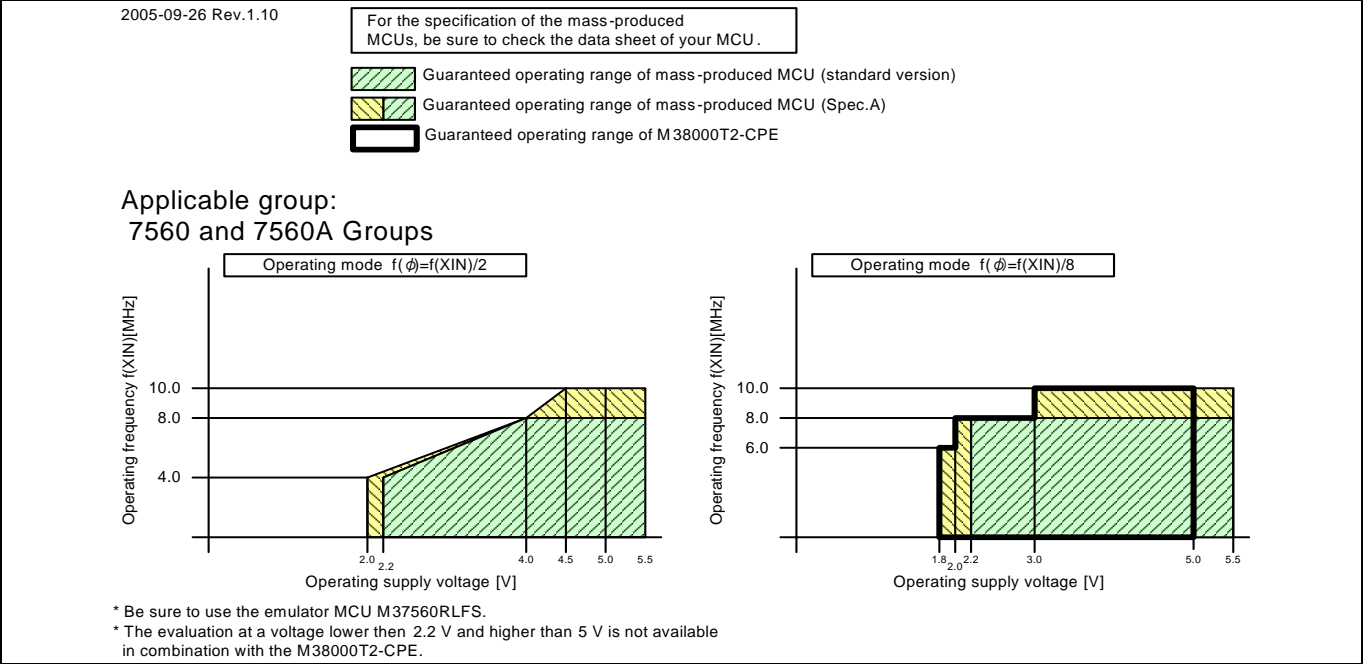 2005-09-26 Rev.1.10
For the specification of the mass-produced
MCUs, be sure to check the data sheet of your MCU.
Guaranteed operating range of mass-produced MCU (standard version)
Guaranteed operating range of mass-produced MCU (Spec.A)
Guaranteed operating range of M38000T2-CPE
Applicable group:
7560 and 7560A Groups
Operating mode f(ϕ)=f(XIN)/2
Operating frequency f(XIN)[MHz]
10.0
8.0
4.0
2.0
2.2
4.0
4.5
5.0
5.5
Operating supply voltage [V]
Operating mode f(ϕ)=f(XIN)/8
Operating frequency f(XIN)[MHz]
10.0
8.0
6.0
1.8
2.0
2.2
3.0
5.0
5.5
Operating supply voltage [V]
* Be sure to use the emulator MCU M37560RLFS.
* The evaluation at a voltage lower then 2.2 V and higher than 5 V is not available
in combination with the M38000T2-CPE.